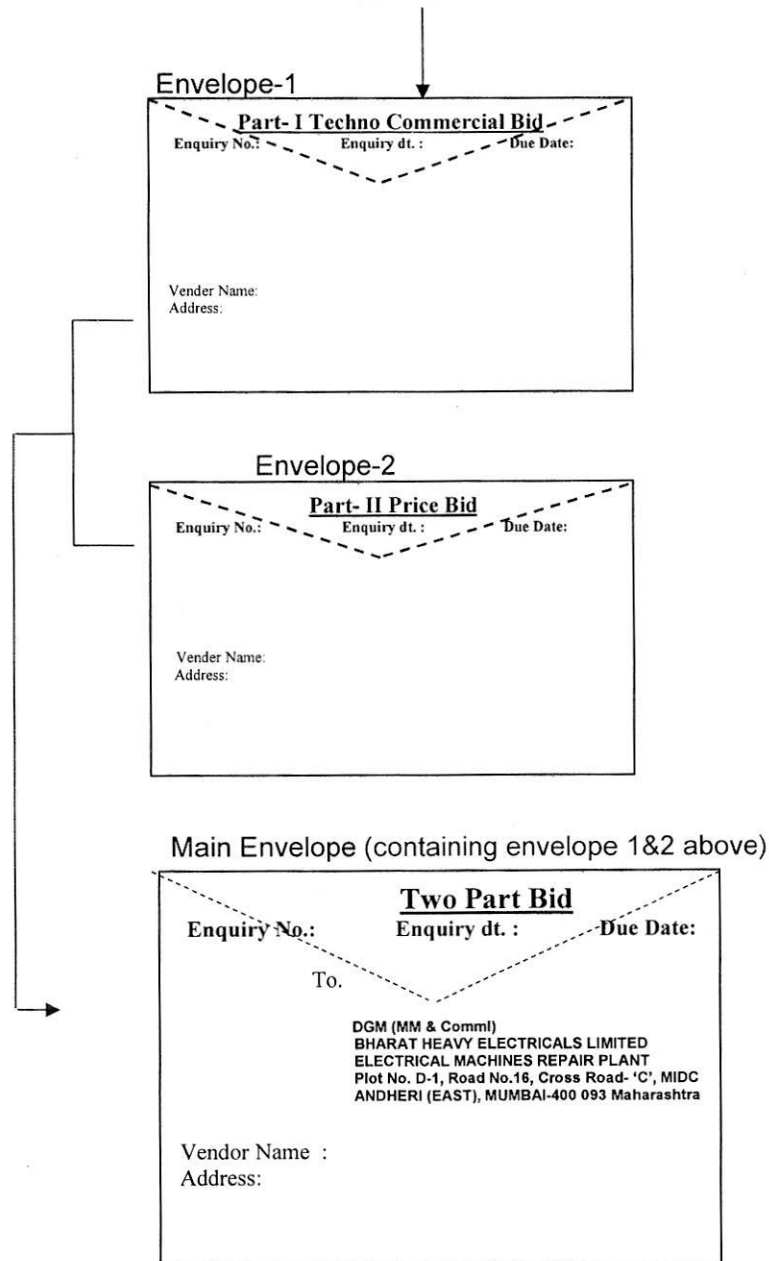 Envelope-1
Part- I Techno Commercial Bid
Enquiry No.: Enquiry dt. : Due Date:
Vender Name:
Address:
Envelope-2
Part- II Price Bid
Enquiry No.: Enquiry dt. : Due Date:
Vender Name:
Address:
Main Envelope (containing envelope 1&2 above)
Two Part Bid
Enquiry No.: Enquiry dt. : Due Date:
To.
DGM (MM & Comml)
BHARAT HEAVY ELECTRICALS LIMITED
ELECTRICAL MACHINES REPAIR PLANT
Plot No. D-1, Road No.16, Cross Road- ‘C’, MIDC
ANDHERI (EAST), MUMBAI-400 093 Maharashtra
Vendor Name :
Address: